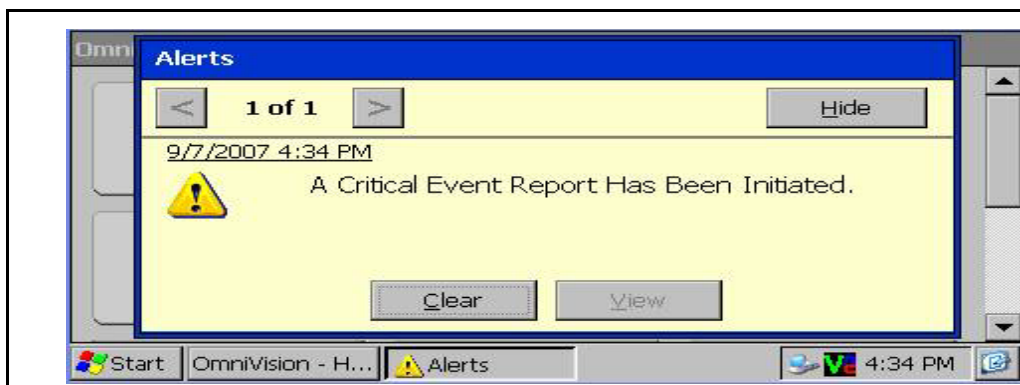 Omn
Alerts
< 1 of 1 > Hide
9/7/2007 4:34 PM
A Critical Event Report Has Been Initiated.
Clear View
Start OmniVision - H... Alerts 4:34 PM